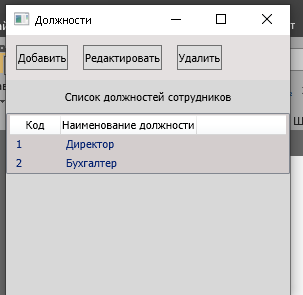 Должности
Добавить Редактировать Удалить
Список должностей сотрудников
Код Наименование должности
1 Директор
2 Бухгалтер